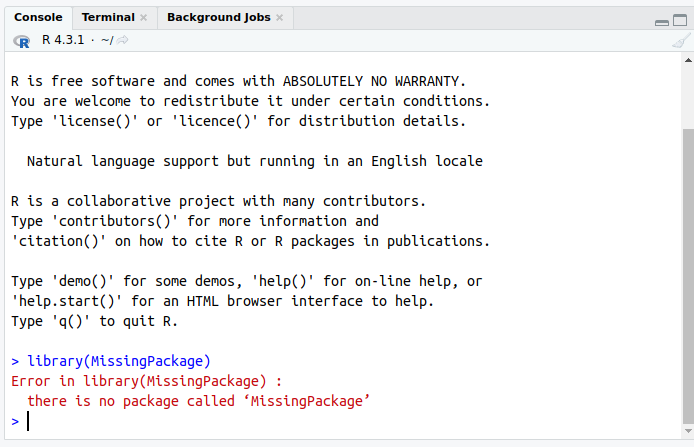 Console Terminal Background Jobs
R R 4.3.1 · ~/
R is free software and comes with ABSOLUTELY NO WARRANTY.
You are welcome to redistribute it under certain conditions.
Type 'license()' or 'licence()' for distribution details.
Natural language support but running in an English locale
R is a collaborative project with many contributors.
Type 'contributors()' for more information and
'citation()' on how to cite R or R packages in publications.
Type 'demo()' for some demos, 'help()' for on-line help, or
'help.start()' for an HTML browser interface to help.
Type 'q()' to quit R.
> library(MissingPackage)
Error in library(MissingPackage) :
there is no package called ‘MissingPackage’
>